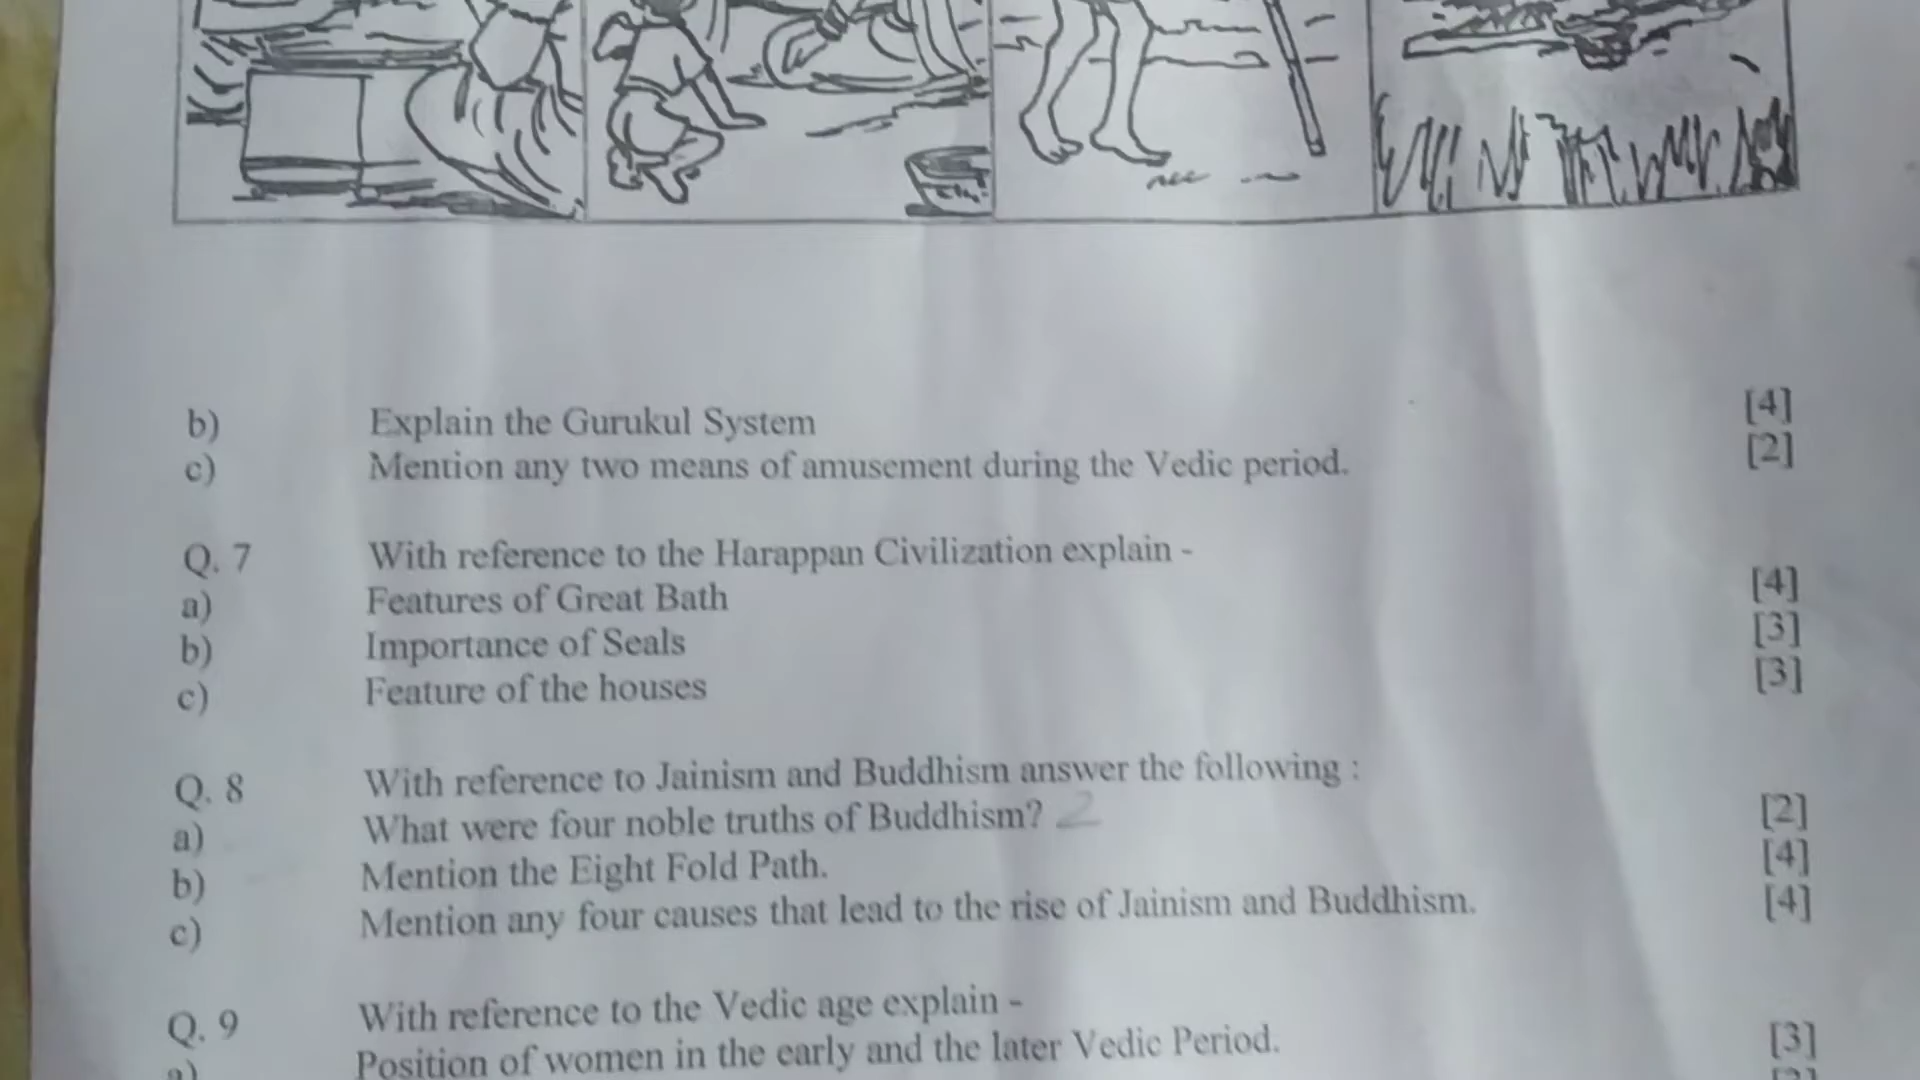 b) Explain the Gurukul System [4]
c) Mention any two means of amusement during the Vedic period. [2]
Q. 7 With reference to the Harappan Civilization explain -
a) Features of Great Bath [4]
b) Importance of Seals [3]
c) Feature of the houses [3]
Q. 8 With reference to Jainism and Buddhism answer the following :
a) What were four noble truths of Buddhism? 2 [2]
b) Mention the Eight Fold Path. [4]
c) Mention any four causes that lead to the rise of Jainism and Buddhism. [4]
Q. 9 With reference to the Vedic age explain -
a) Position of women in the early and the later Vedic Period. [3]